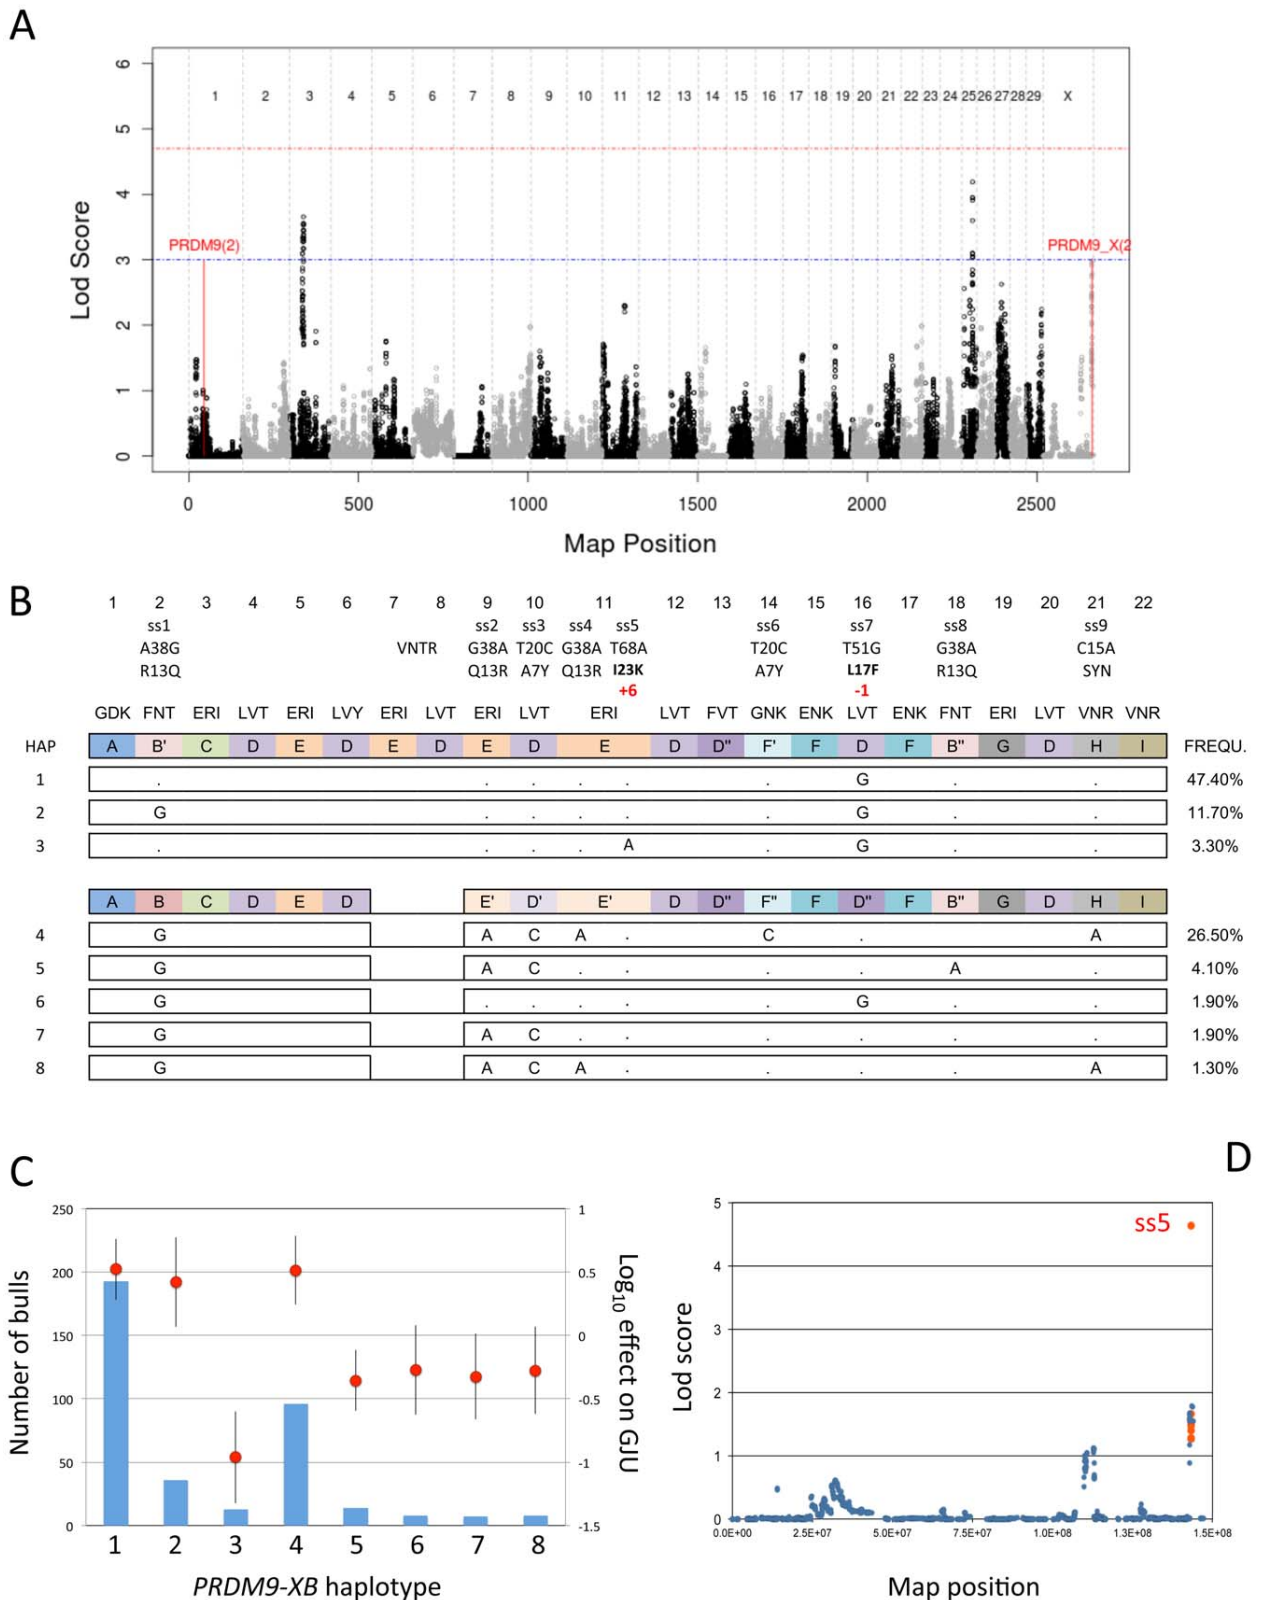 A
6
5
4
3
2
1
0
Lod Score
1 2 3 4 5 6 7 8 9 10 11 12 13 14 15 16 17 18 19 20 21 22 23 24 25 26 27 28 29 X
PRDM9(2)
PRDM9_X(2
0 500 1000 1500 2000 2500
Map Position
B
1 2 3 4 5 6 7 8 9 10 11 12 13 14 15 16 17 18 19 20 21 22
ss1 ss2 ss3 ss4 ss5 ss6 ss7 ss8 ss9
A38G VNTR G38A T20C G38A T68A T20C T51G G38A C15A
R13Q Q13R A7Y Q13R I23K A7Y L17F R13Q SYN
+6 -1
GDK FNT ERI LVT ERI LVY ERI LVT ERI LVT ERI LVT FVT GNK ENK LVT ENK FNT ERI LVT VNR VNR
HAP A B' C D E D E D E D E D D" F' F D F B" G D H I FREQU.
1 . . . . . . G . . 47.40%
2 G . . . . . G . . 11.70%
3 . . . . A . G . . 3.30%
A B C D E D E' D' E' D D" F" F D" F B" G D H I
4 G A C A . C . . A 26.50%
5 G A C . . . . A . 4.10%
6 G . . . . . G . . 1.90%
7 G A C . . . . . . 1.90%
8 G A C A . . . . A 1.30%
C
250
200
150
100
50
0
Number of bulls
1
0.5
0
-0.5
-1
-1.5
Log10 effect on GJU
1 2 3 4 5 6 7 8
PRDM9-XB haplotype
D
5
4
3
2
1
0
Lod score
ss5
0.0E+00 2.5E+07 5.0E+07 7.5E+07 1.0E+08 1.3E+08 1.5E+08
Map position